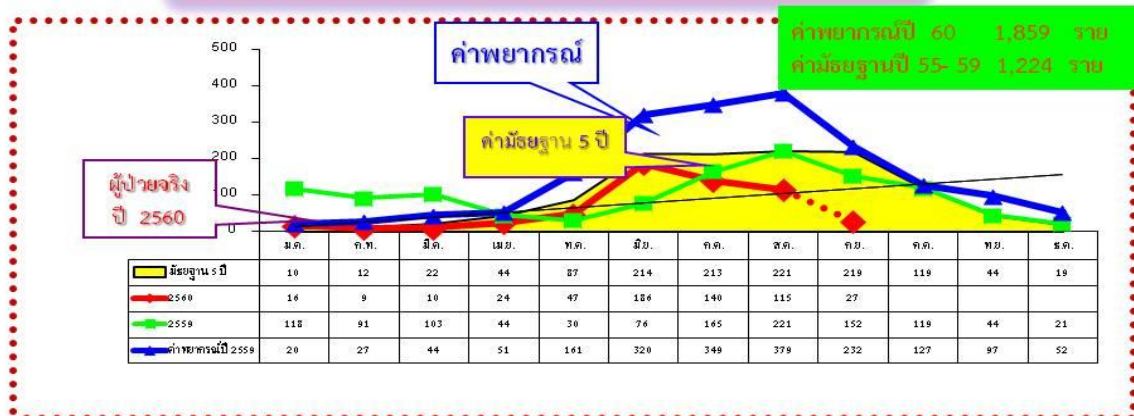 ค่าพยากรณ์ปี 60 1,859 ราย
ค่ามัธยฐานปี 55- 59 1,224 ราย
ค่าพยากรณ์
ค่ามัธยฐาน 5 ปี
ผู้ป่วยจริง
ปี 2560
500
400
300
200
100
0
ม.ค. ก.พ. มี.ค. เม.ย. พ.ค. มิ.ย. ก.ค. ส.ค. ก.ย. ต.ค. พ.ย. ธ.ค.
มัธยฐาน 5 ปี 10 12 22 44 87 214 213 221 219 119 44 19
2560 16 9 10 24 47 186 140 115 27
2559 118 91 103 44 30 76 165 221 152 119 44 21
ค่าพยากรณ์ปี 2559 20 27 44 51 161 320 349 379 232 127 97 52